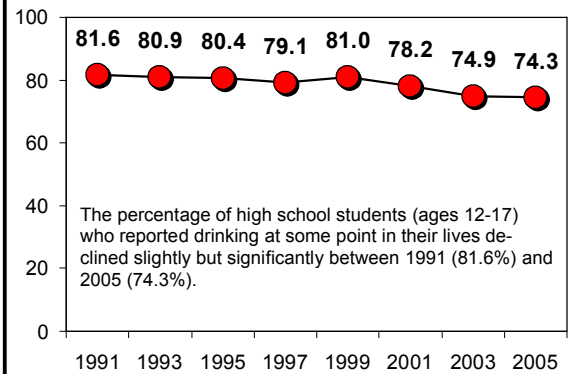 100
81.6 80.9 80.4 79.1 81.0 78.2 74.9 74.3
80
60
40
The percentage of high school students (ages 12-17)
who reported drinking at some point in their lives de-
clined slightly but significantly between 1991 (81.6%) and
2005 (74.3%).
20
0
1991 1993 1995 1997 1999 2001 2003 2005